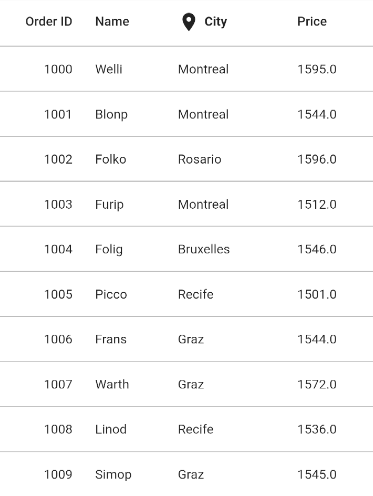 Order ID Name City Price
1000 Welli Montreal 1595.0
1001 Blonp Montreal 1544.0
1002 Folko Rosario 1596.0
1003 Furip Montreal 1512.0
1004 Folig Bruxelles 1546.0
1005 Picco Recife 1501.0
1006 Frans Graz 1544.0
1007 Warth Graz 1572.0
1008 Linod Recife 1536.0
1009 Simop Graz 1545.0